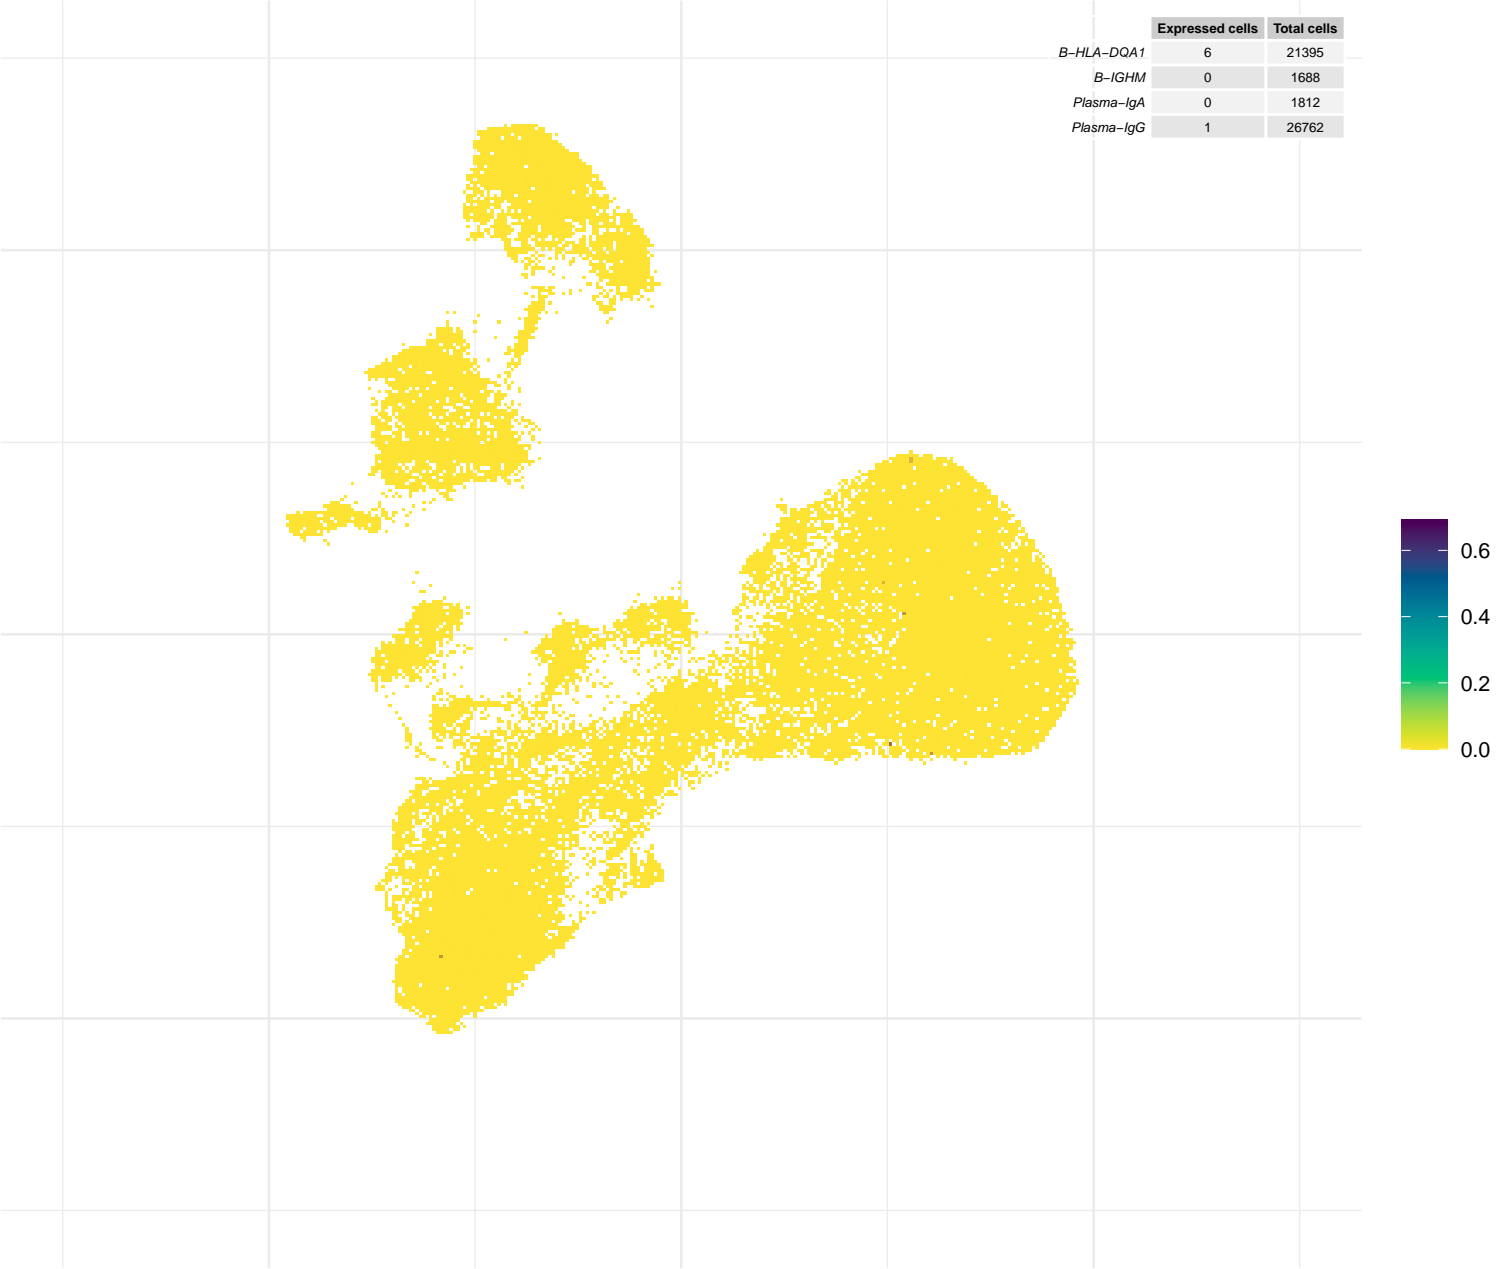 Expressed cells Total cells
B−HLA−DQA1 6 21395
B−IGHM 0 1688
Plasma−IgA 0 1812
Plasma−IgG 1 26762
0.6
0.4
0.2
0.0